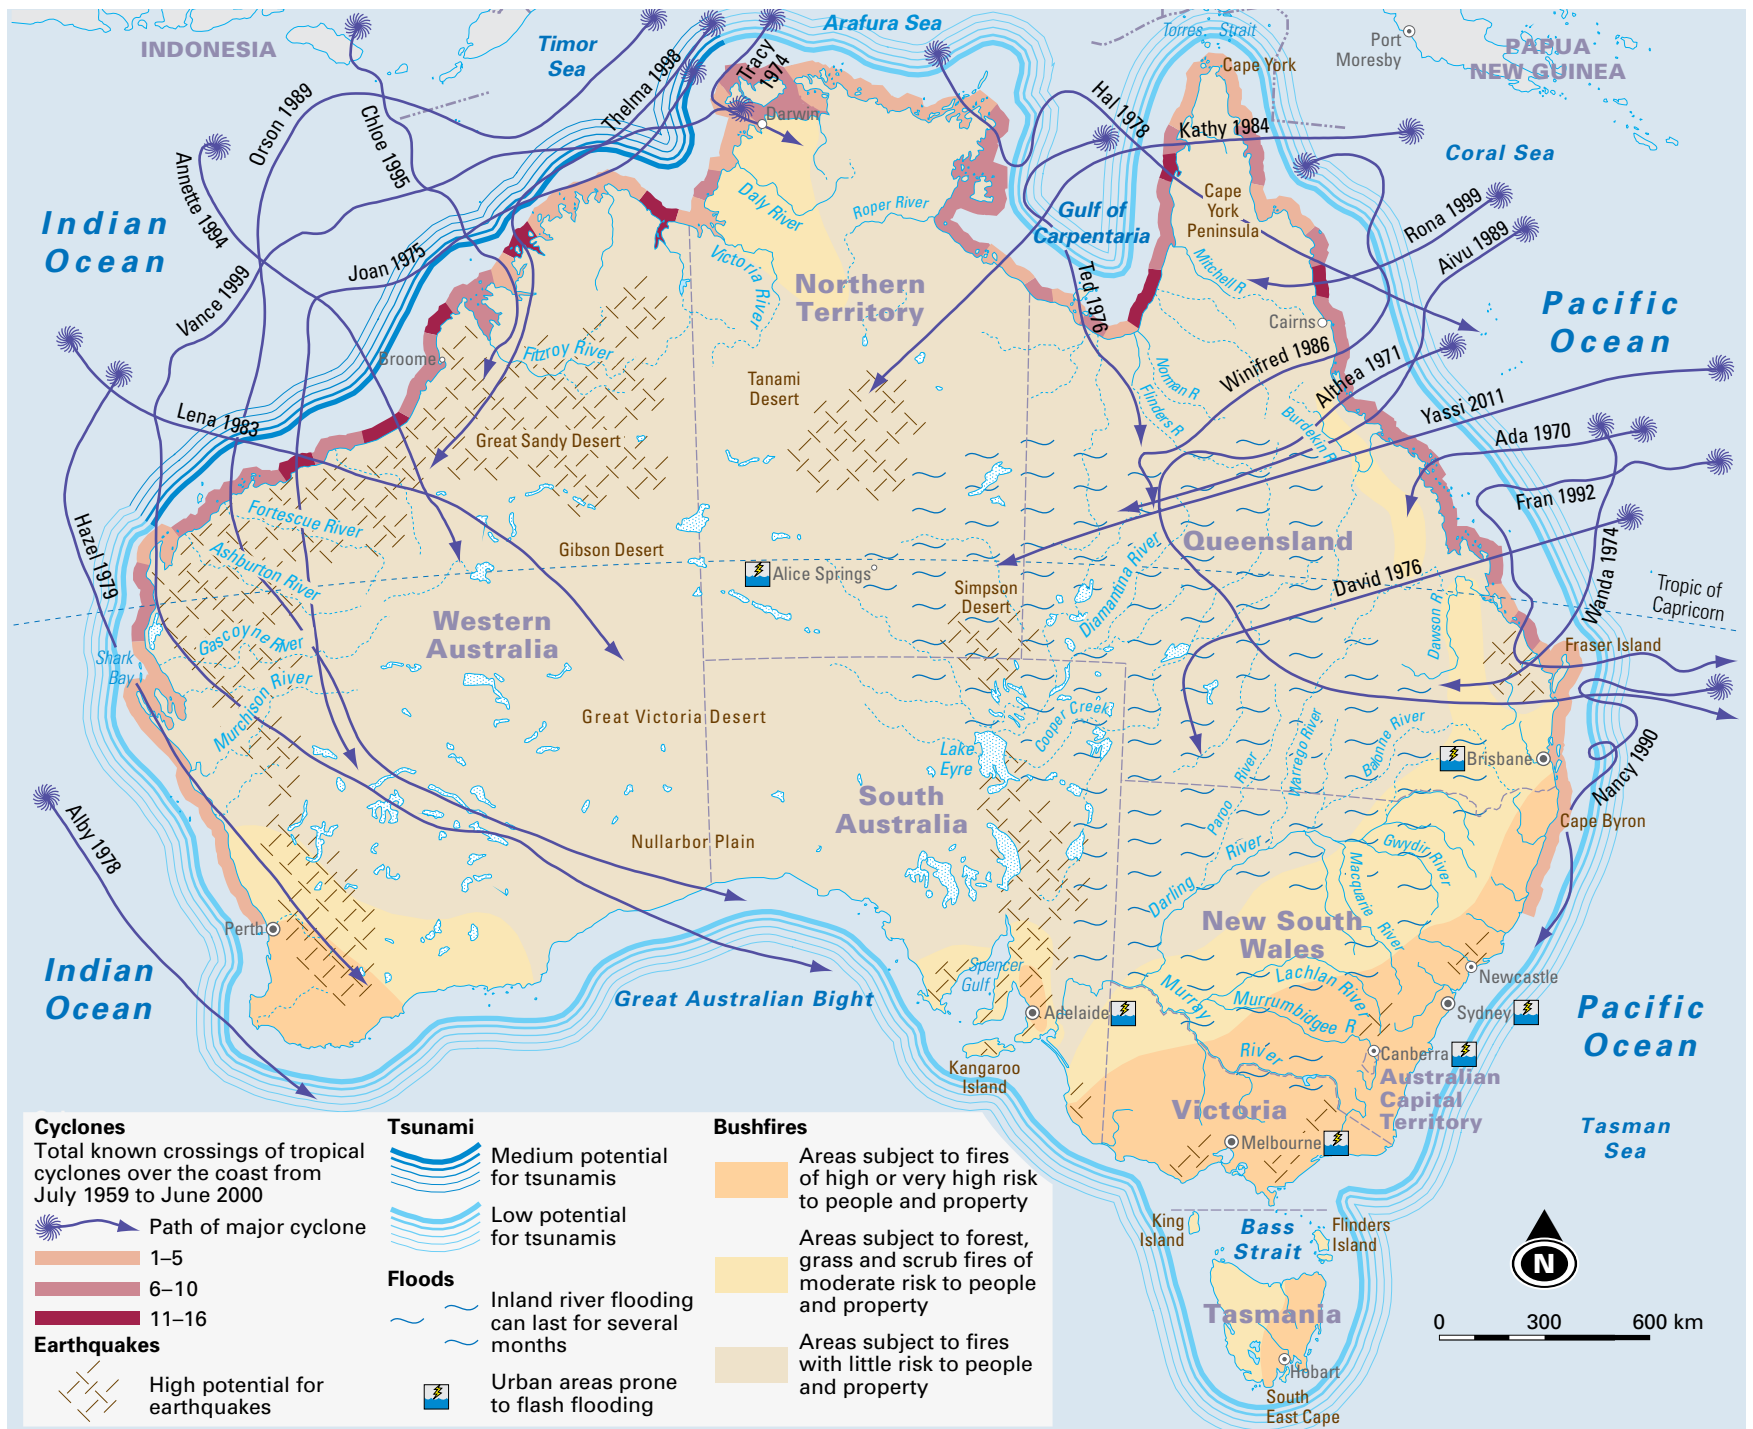 INDONESIA
Timor
Sea
Arafura Sea
Torres Strait
Port
Moresby
PAPUA
NEW GUINEA
Cape York
Coral Sea
Thelma 1998
Tracy
1974
Darwin
Orson 1989
Chloe 1995
Annette 1994
Hal 1978
Kathy 1984
Rona 1999
Aivu 1989
Indian
Ocean
Daly River
Roper River
Gulf of
Carpentaria
Cape
York
Peninsula
Mitchell R
Joan 1975
Vance 1999
Victoria River
Northern
Territory
Ted 1976
Pacific
Ocean
Cairns
Broome
Fitzroy River
Tanami
Desert
Norman R
Flinders R
Winifred 1986
Althea 1971
Burdekin R
Yassi 2011
Ada 1970
Lena 1983
Great Sandy Desert
Fran 1992
Hazel 1979
Fortescue River
Ashburton River
Gibson Desert
Alice Springs
Simpson
Desert
Diamantina River
Queensland
David 1976
Wanda 1974
Tropic of
Capricorn
Dawson R
Gascoyne River
Western
Australia
Shark
Bay
Murchison River
Fraser Island
Great Victoria Desert
Cooper Creek
Lake
Eyre
Paroo River
Warrego River
Balonne River
Brisbane
Nancy 1990
Alby 1978
South
Australia
Nullarbor Plain
Cape Byron
Darling River
Gwydir River
Macquarie River
Perth
New South
Wales
Indian
Ocean
Great Australian Bight
Spencer
Gulf
Lachlan River
Murrumbidgee R
Murray River
Newcastle
Adelaide
Sydney
Pacific
Ocean
Canberra
Kangaroo
Island
Australian
Capital
Territory
Victoria
Melbourne
Tasman
Sea
King
Island
Bass
Strait
Flinders
Island
Tasmania
Hobart
South
East Cape
N
0 300 600 km
Cyclones
Total known crossings of tropical
cyclones over the coast from
July 1959 to June 2000
Path of major cyclone
1–5
6–10
11–16
Earthquakes
High potential for
earthquakes
Tsunami
Medium potential
for tsunamis
Low potential
for tsunamis
Floods
Inland river flooding
can last for several
months
Urban areas prone
to flash flooding
Bushfires
Areas subject to fires
of high or very high risk
to people and property
Areas subject to forest,
grass and scrub fires of
moderate risk to people
and property
Areas subject to fires
with little risk to people
and property